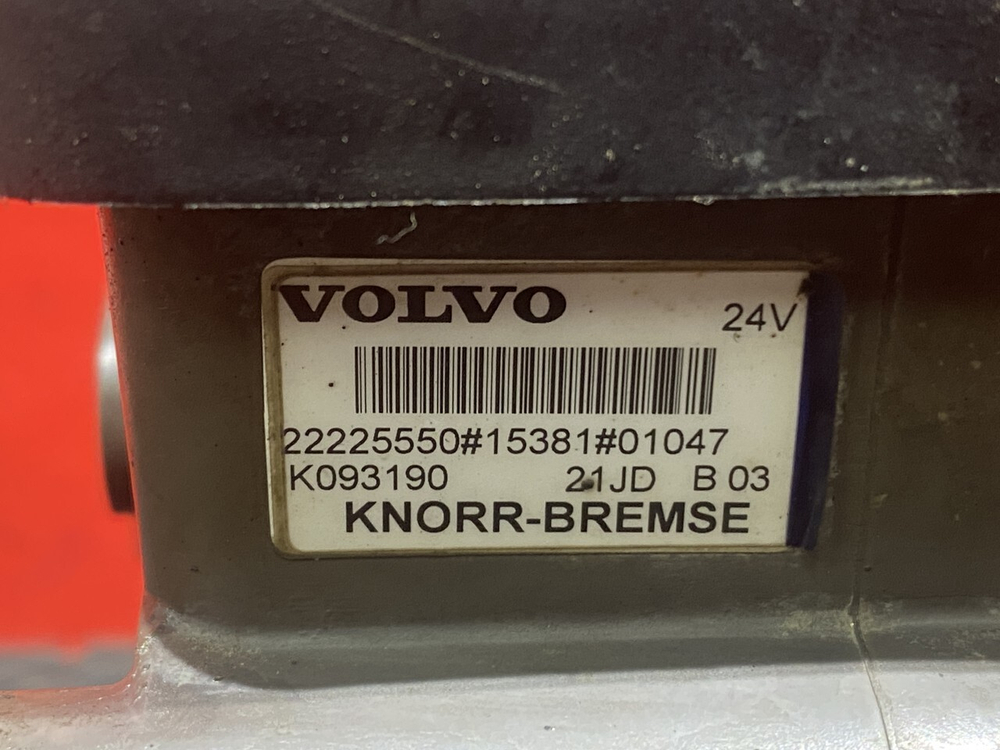 VOLVO
24V
22225550#15381#01047
K093190 21JD B 03
KNORR-BREMSE